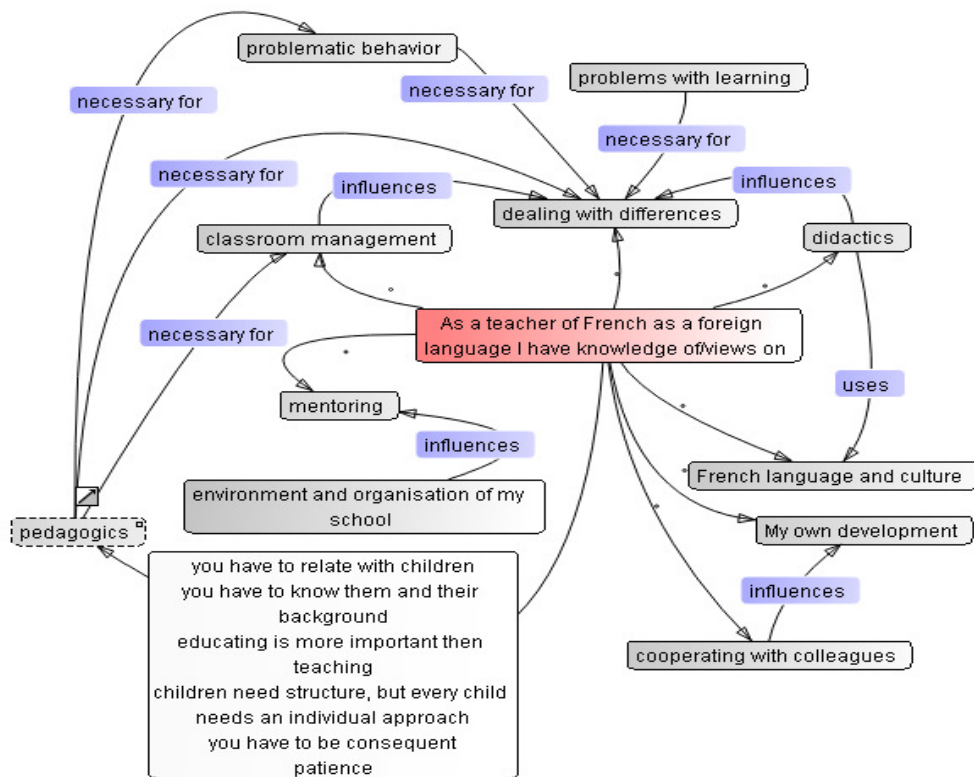 problematic behavior
problems with learning
necessary for
necessary for
necessary for
necessary for
influences
influences
dealing with differences
classroom management
didactics
As a teacher of French as a foreign
language I have knowledge of/views on
necessary for
mentoring
uses
influences
French language and culture
environment and organisation of my
school
pedagogics
My own development
you have to relate with children
you have to know them and their
background
educating is more important then
teaching
children need structure, but every child
needs an individual approach
you have to be consequent
patience
influences
cooperating with colleagues